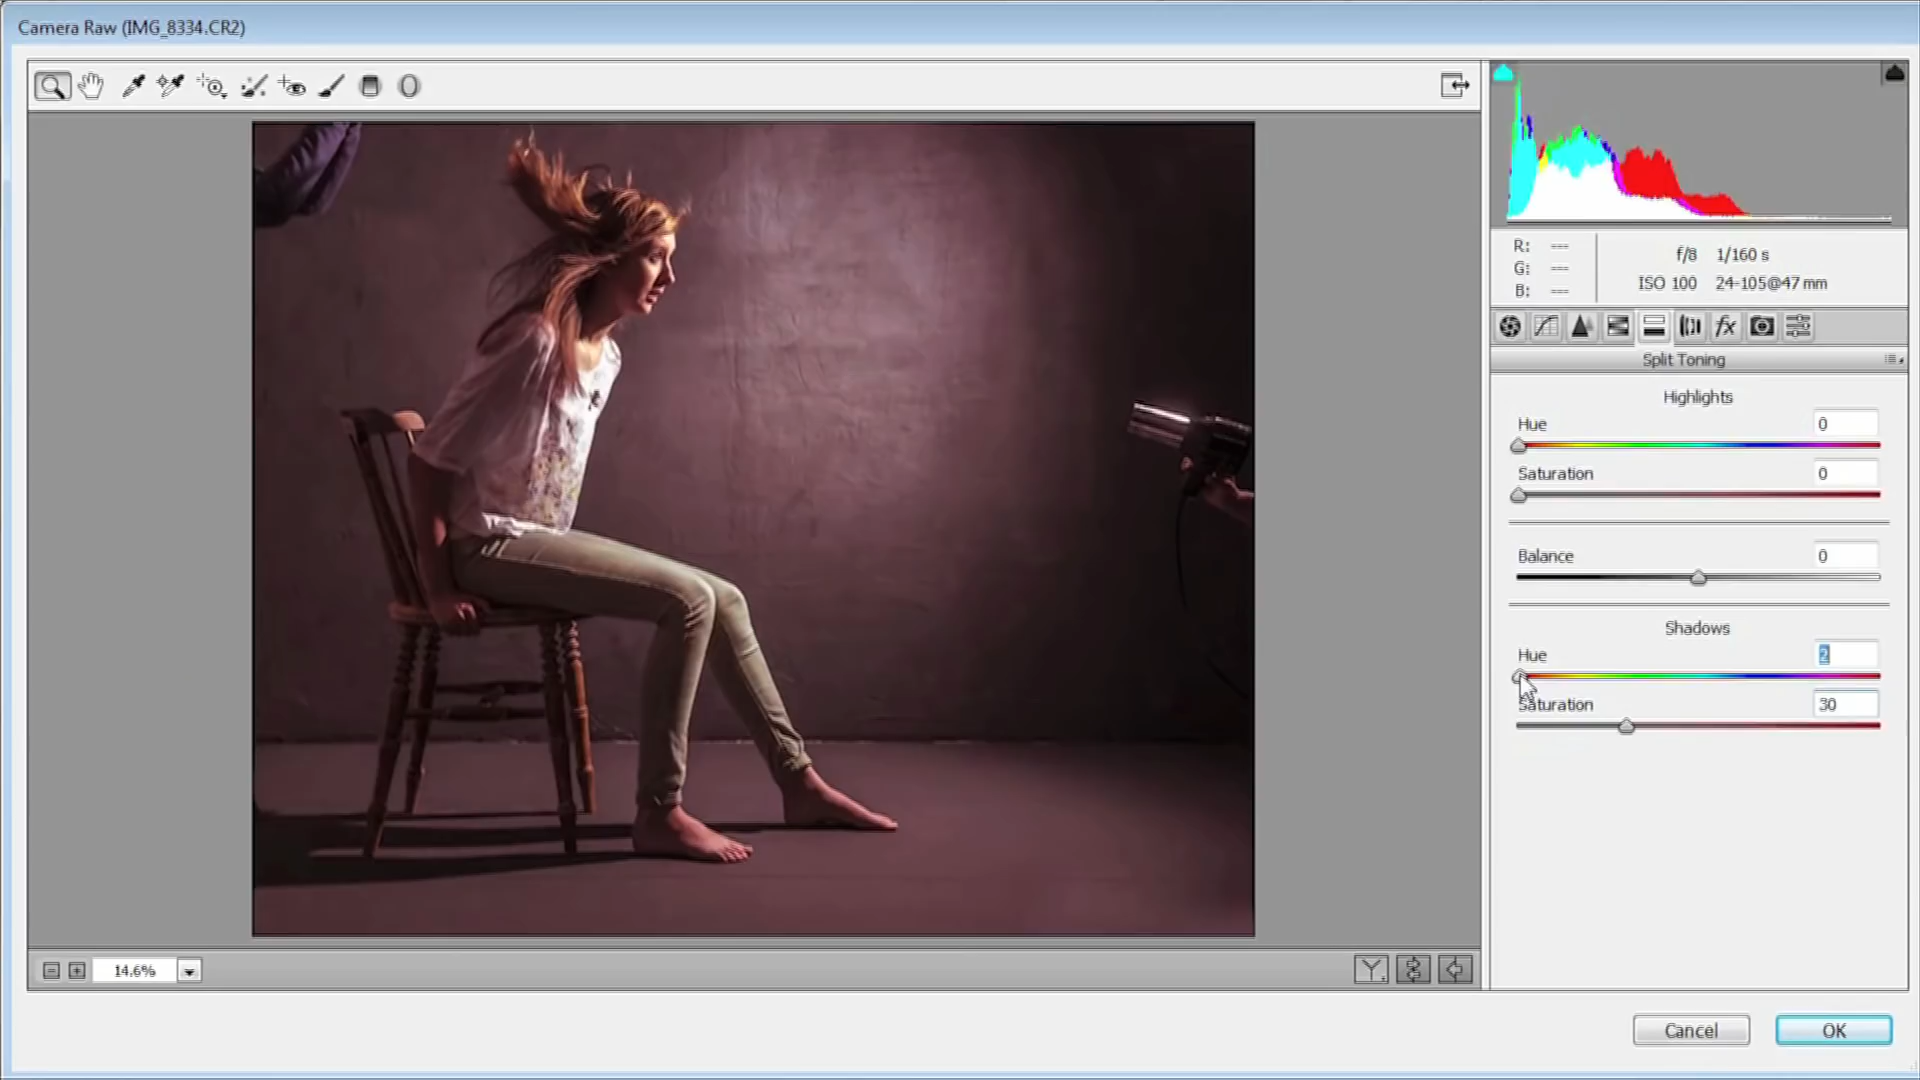 Camera Raw (IMG_8334.CR2)
R: ---
G: ---
B: ---
f/8 1/160 s
ISO 100 24-105@47 mm
fx
Split Toning
Highlights
Hue 0
Saturation 0
Balance 0
Shadows
Hue 2
Saturation 30
14.6%
Y
Cancel OK